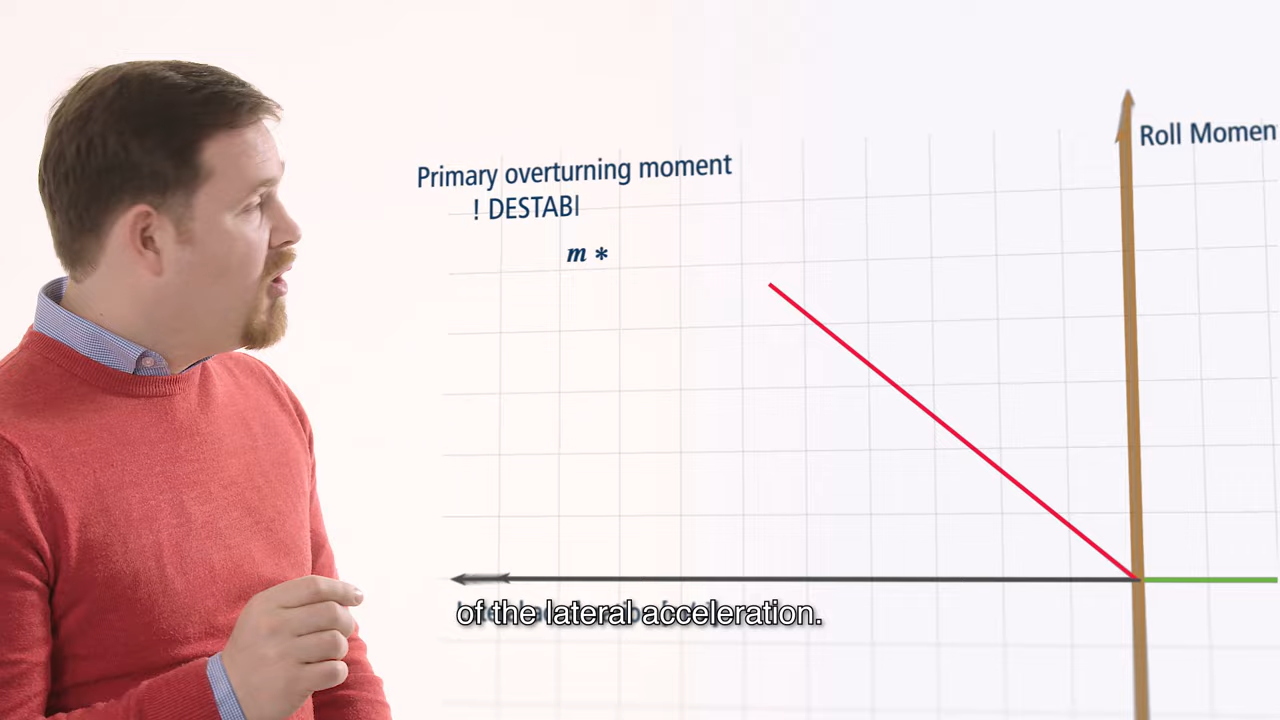 Roll Momen
Primary overturning moment
! DESTABI
m *
of the lateral acceleration.